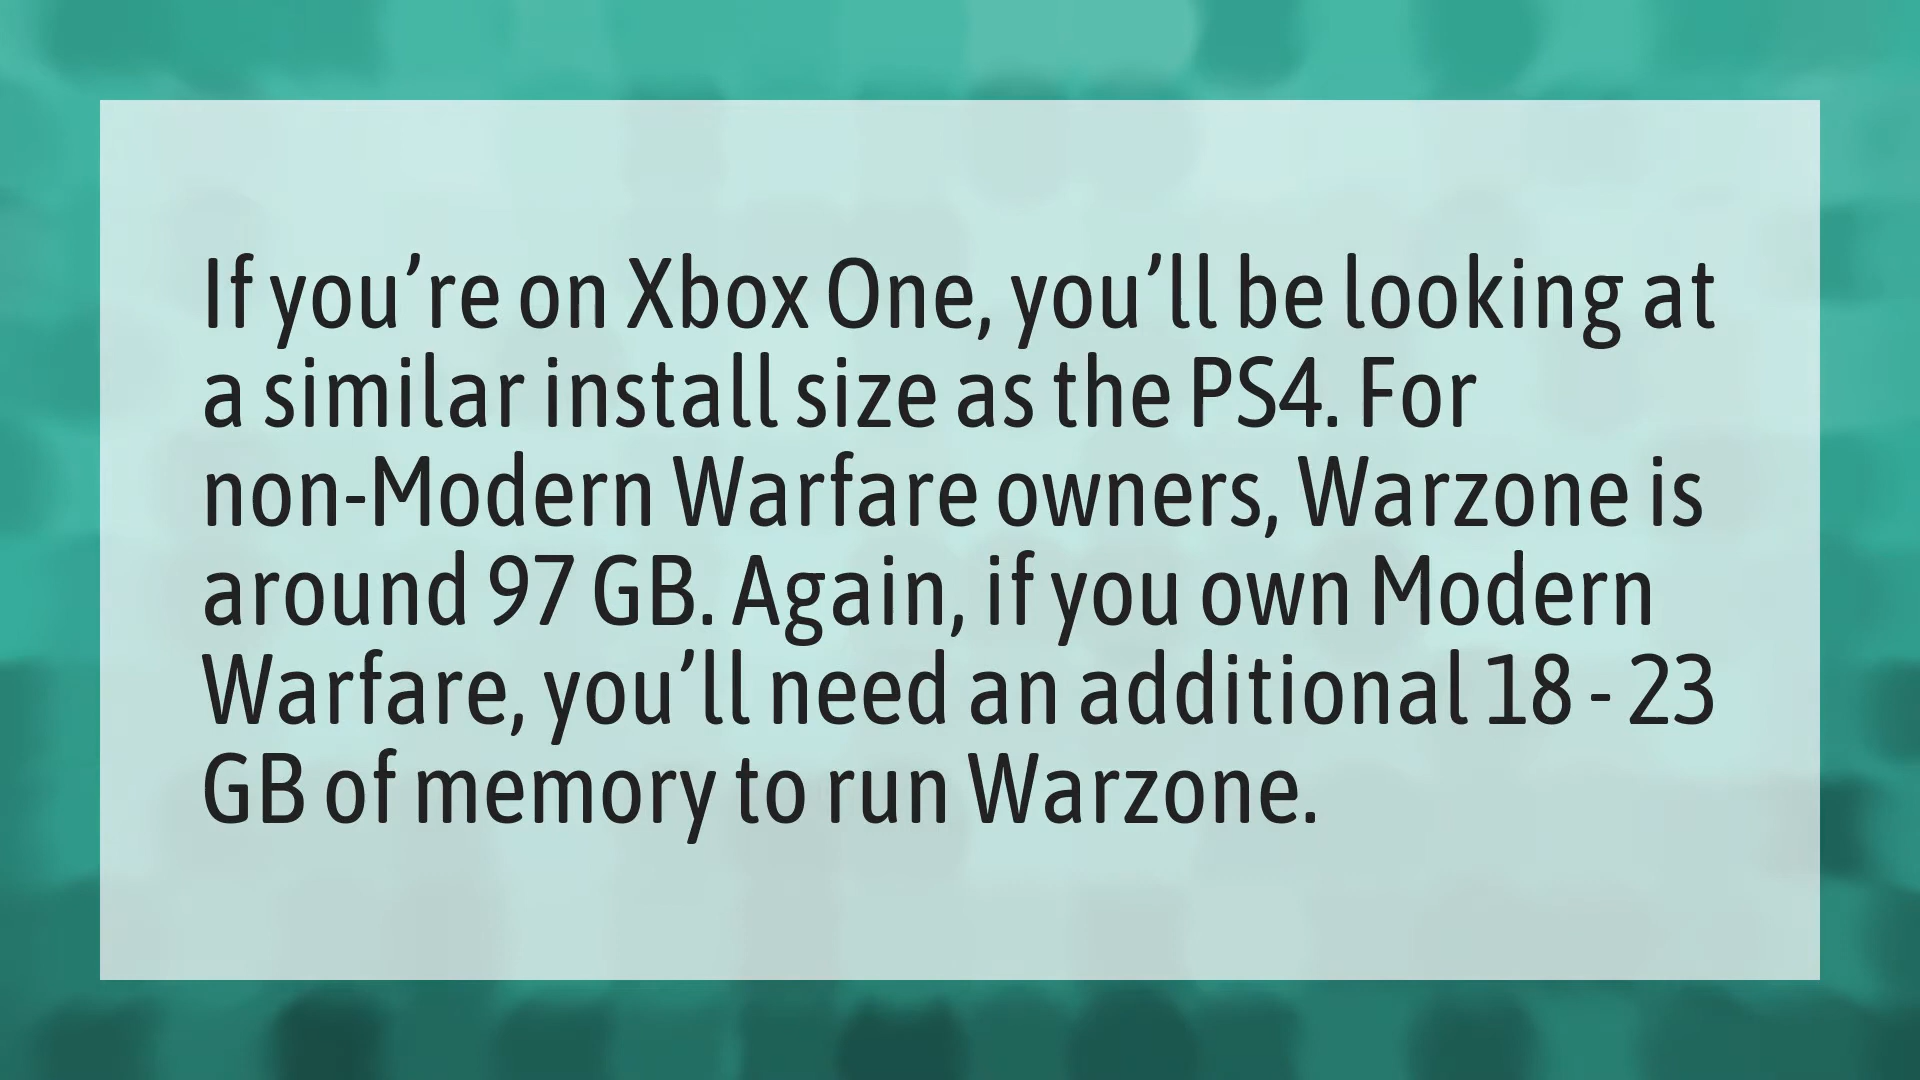 If you’re on Xbox One, you’ll be looking at
a similar install size as the PS4. For
non-Modern Warfare owners, Warzone is
around 97 GB. Again, if you own Modern
Warfare, you’ll need an additional 18 - 23
GB of memory to run Warzone.